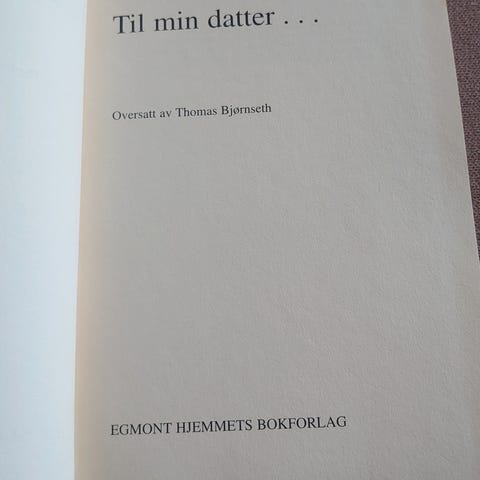 Til min datter . . .
Oversatt av Thomas Bjørnseth
EGMONT HJEMMETS BOKFORLAG